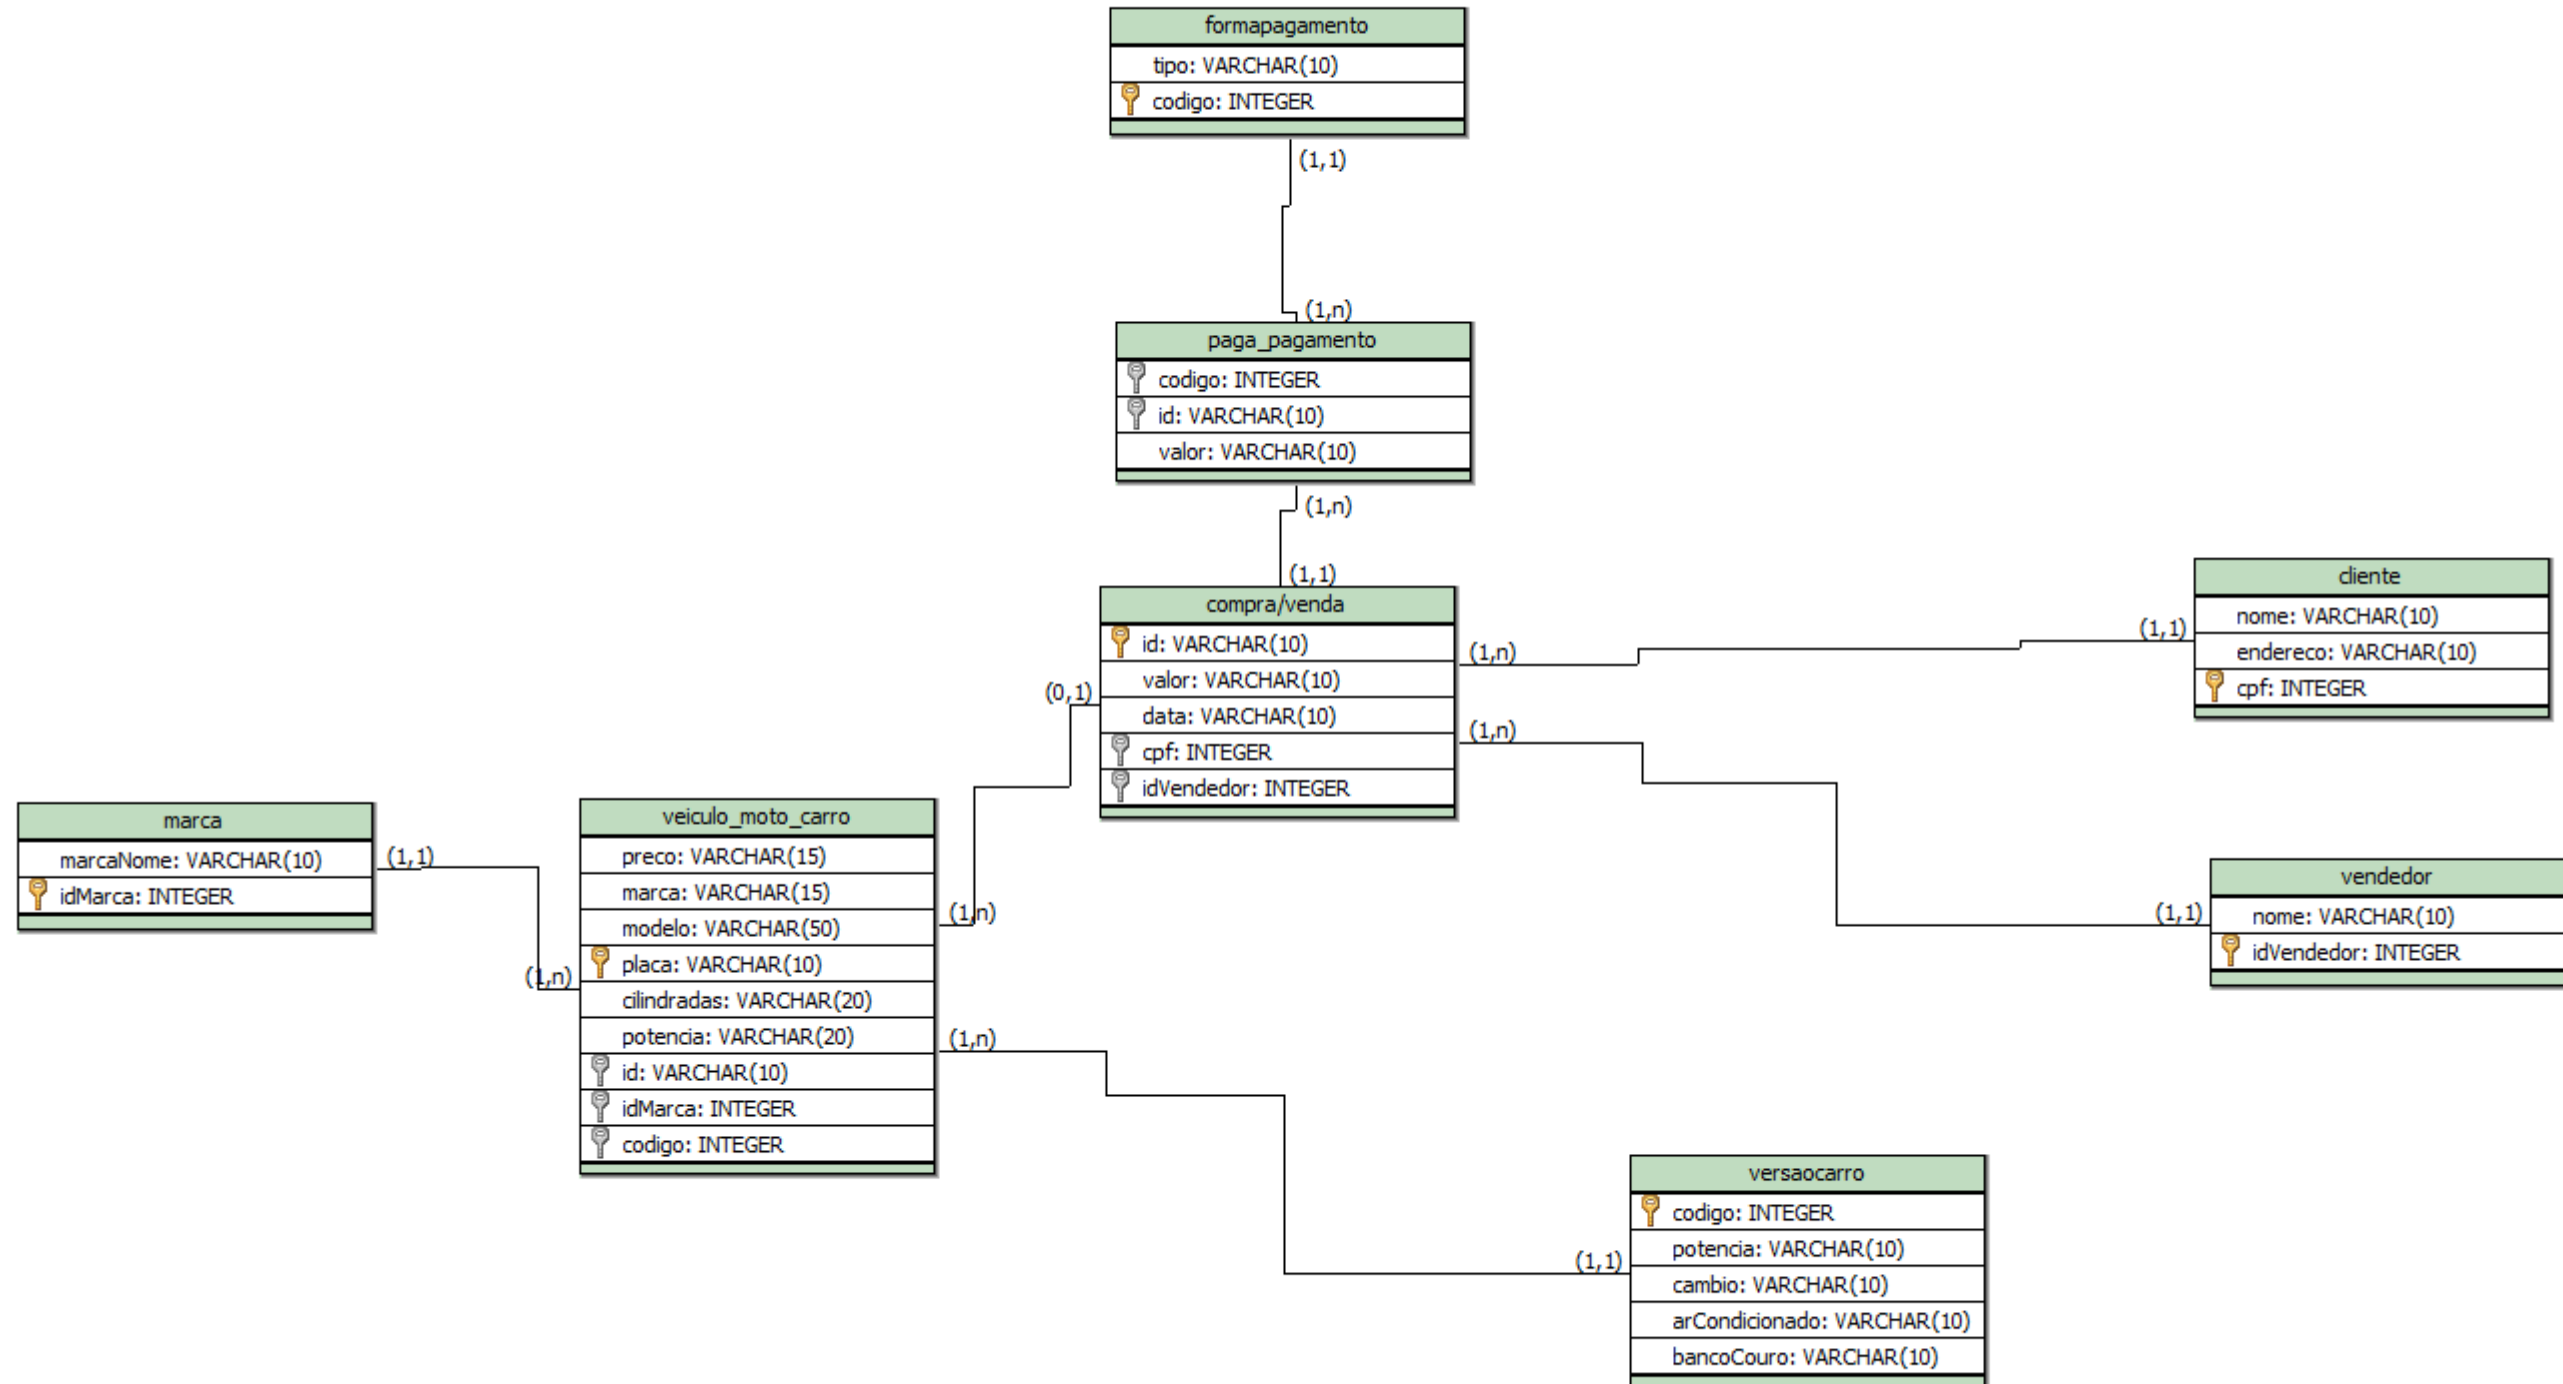 formapagamento
tipo: VARCHAR(10)
codigo: INTEGER
(1,1)
(1,n)
paga_pagamento
codigo: INTEGER
id: VARCHAR(10)
valor: VARCHAR(10)
(1,n)
(1,1)
compra/venda
id: VARCHAR(10)
valor: VARCHAR(10)
data: VARCHAR(10)
cpf: INTEGER
idVendedor: INTEGER
(0,1)
(1,n)
(1,n)
(1,1)
cliente
nome: VARCHAR(10)
endereco: VARCHAR(10)
cpf: INTEGER
marca
marcaNome: VARCHAR(10)
idMarca: INTEGER
(1,1)
(1,n)
veiculo_moto_carro
preco: VARCHAR(15)
marca: VARCHAR(15)
modelo: VARCHAR(50)
placa: VARCHAR(10)
cilindradas: VARCHAR(20)
potencia: VARCHAR(20)
id: VARCHAR(10)
idMarca: INTEGER
codigo: INTEGER
(1,n)
(1,n)
(1,1)
vendedor
nome: VARCHAR(10)
idVendedor: INTEGER
(1,1)
versaocarro
codigo: INTEGER
potencia: VARCHAR(10)
cambio: VARCHAR(10)
arCondicionado: VARCHAR(10)
bancoCouro: VARCHAR(10)